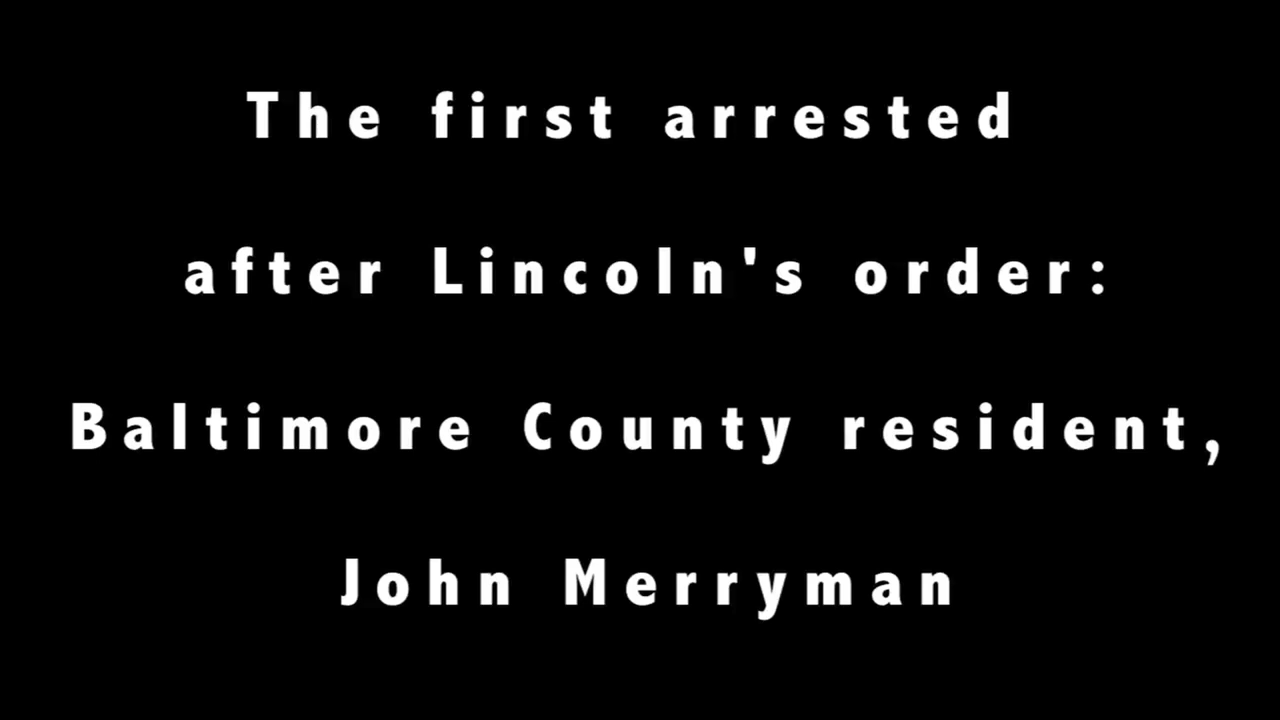 The first arrested
after Lincoln's order:
Baltimore County resident,
John Merryman